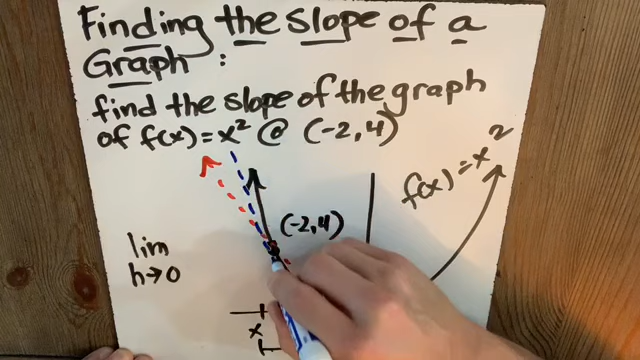 Finding the slope of a
Graph :
find the slope of the graph
of f(x) = x² @ (-2,4)
f(x) = x²
(-2,4)
lim
h→0
x